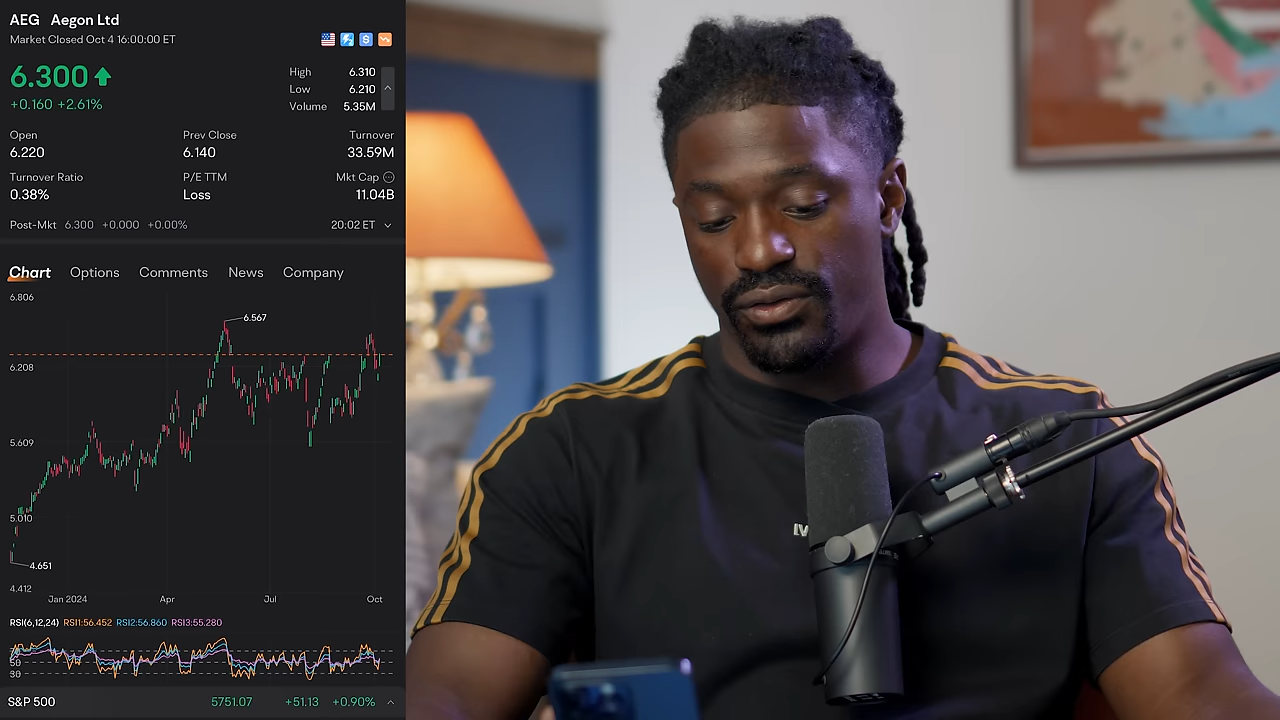 AEG Aegon Ltd
Market Closed Oct 4 16:00:00 ET
6.300
+0.160 +2.61%
High 6.310
Low 6.210
Volume 5.35M
Open Prev Close Turnover
6.220 6.140 33.59M
Turnover Ratio P/E TTM Mkt Cap
0.38% Loss 11.04B
Post-Mkt 6.300 +0.000 +0.00% 20:02 ET
Chart Options Comments News Company
6.806
6.567
6.208
5.609
5.010
4.651
4.412
Jan 2024 Apr Jul Oct
RSI(6,12,24) RSI1:56.452 RSI2:56.860 RSI3:55.280
50
30
S&P 500 5751.07 +51.13 +0.90%